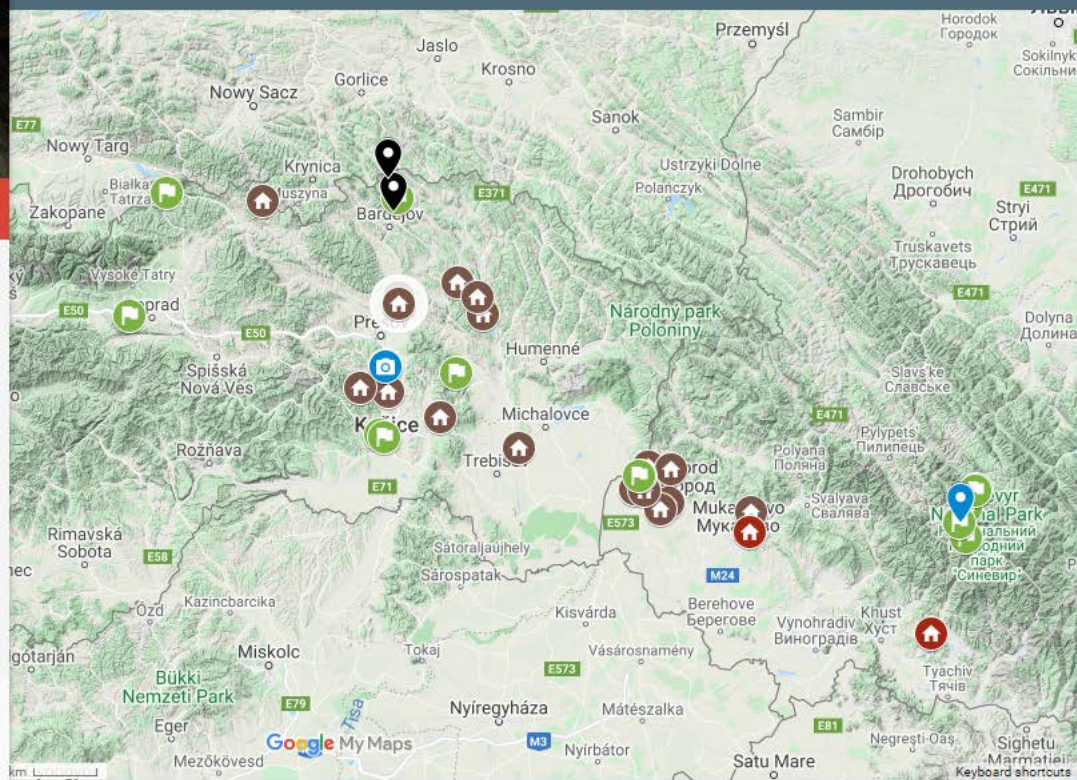 Horodok
Городок
Przemyśl
Jaslo
Krosno
Gorlice
Nowy Sacz
Sanok
Sambir
Самбір
E77
Nowy Targ
Krynica
Ustrzyki Dolne
Polańczyk
Drohobych
Дрогобич
E471
Stryi
Стрий
E371
Zakopane
Bardejov
Truskavets
Трускавець
Vysoké Tatry
E50
E50
Národný park
Poloniny
E471
Dolyna
Humenné
Spišská
Nová Ves
Slavs'ke
Славське
Michalovce
E471
Pylypets
Пилипець
Rožňava
Polyana
Поляна
E71
Svalyava
Свалява
E573
Rimavská
Sobota
E58
Sátoraljaújhely
Sárospatak
M24
Ózd
Kazincbarcika
Kisvárda
Berehove
Берегове
Vynohradiv
Виноградів
Khust
Хуст
Miskolc
Tokaj
Vásárosnamény
E573
Tyachiv
Тячів
Bükki
Nemzeti Park
E79
Tisa
Nyíregyháza
Mátészalka
Eger
E81
Negrești-Oaș
Google My Maps
M3
Nyírbátor
Sighetu
Marmației
Mezőkövesd
Satu Mare
km
Keyboard shortcuts